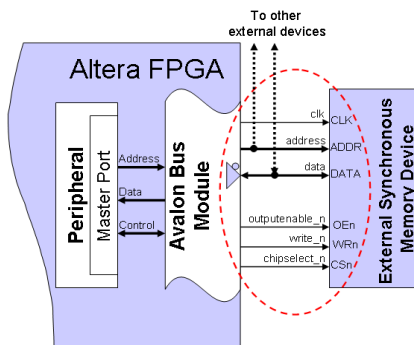 To other
external devices
Altera FPGA
clk
CLK
address
ADDR
data
DATA
Peripheral
Master Port
Address
Data
Control
Avalon Bus
Module
outputenable_n
OEn
write_n
WRn
chipselect_n
CSn
External Synchronous
Memory Device